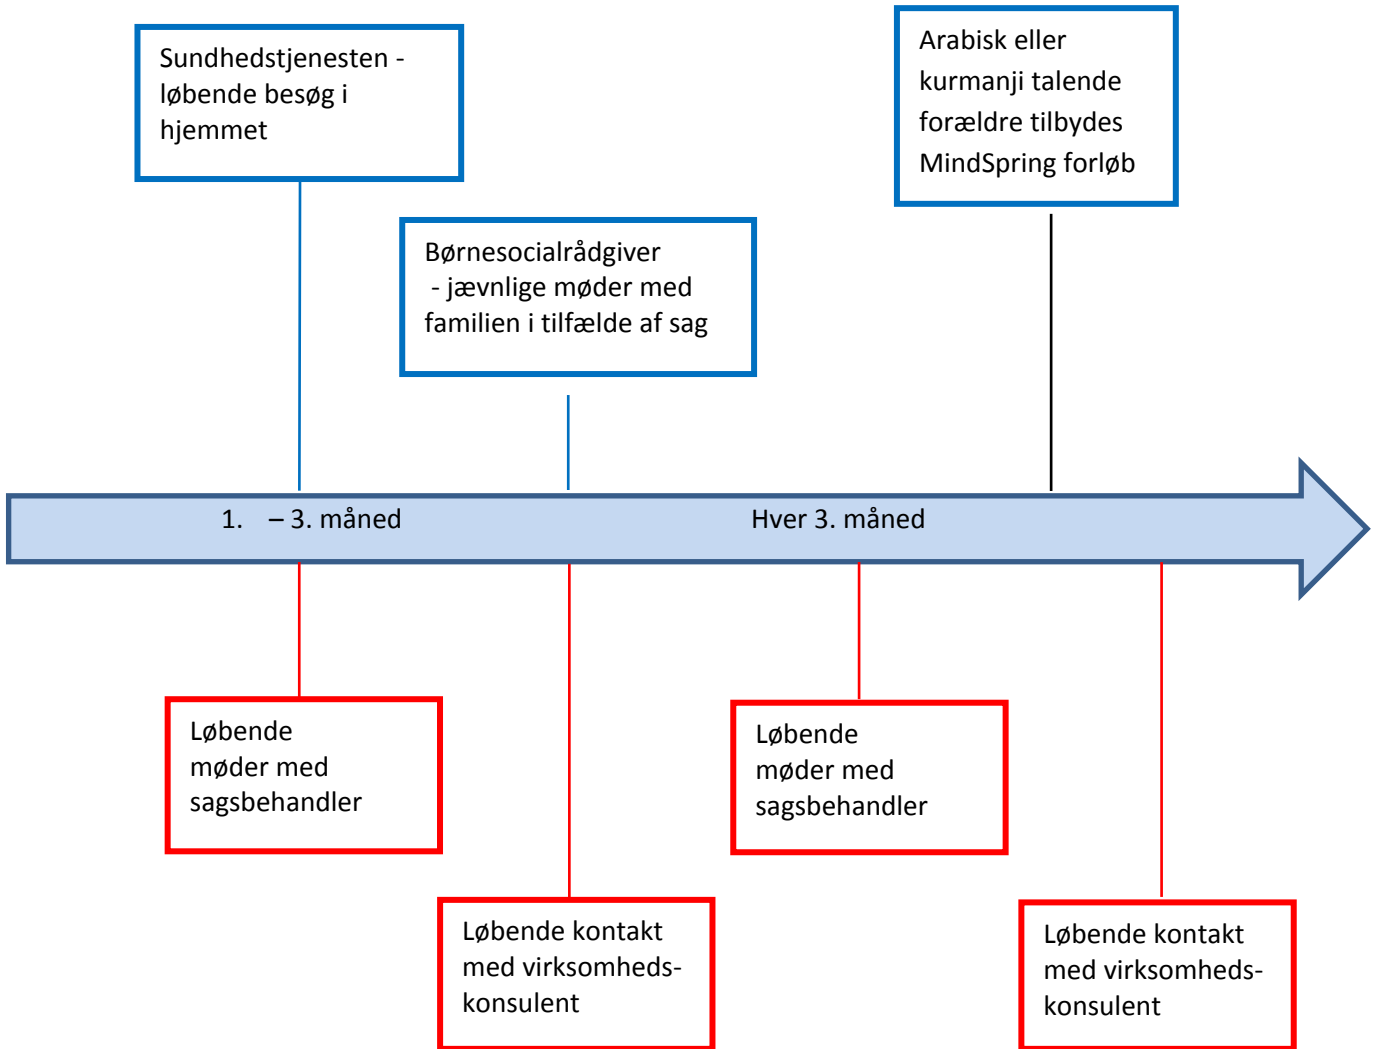 Sundhedstjenesten -
løbende besøg i
hjemmet
Arabisk eller
kurmanji talende
forældre tilbydes
MindSpring forløb
Børnesocialrådgiver
- jævnlige møder med
familien i tilfælde af sag
1. – 3. måned
Hver 3. måned
Løbende
møder med
sagsbehandler
Løbende
møder med
sagsbehandler
Løbende kontakt
med virksomheds-
konsulent
Løbende kontakt
med virksomheds-
konsulent